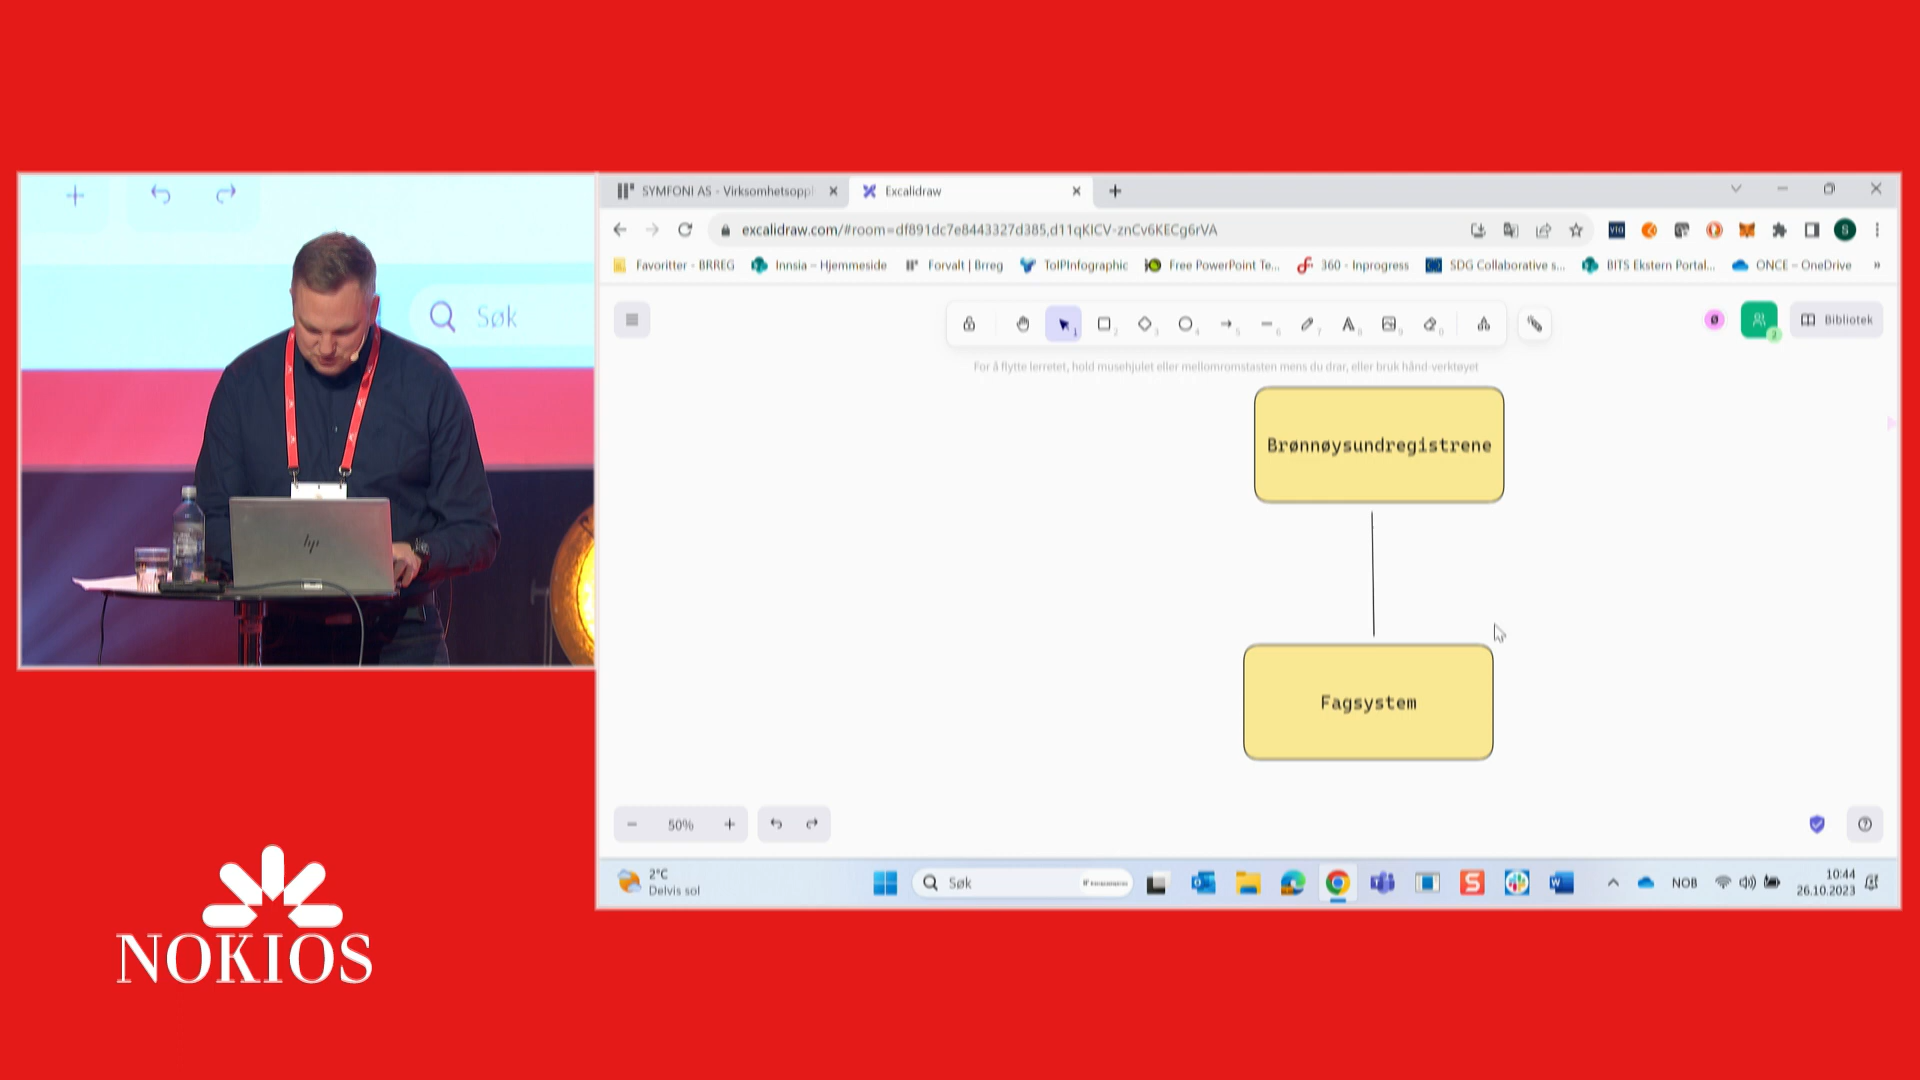 Søk
hp
SYMFONI AS - Virksomhetsoppl
Excalidraw
excalidraw.com/#room=df891dc7e8443327d385,d11qKICV-znCv6KECg6rVA
Favoritter - BRREG
Innsia – Hjemmeside
Forvalt | Brreg
ToIPInfographic
Free PowerPoint Te...
360 - Inprogress
SDG Collaborative s...
BITS Ekstern Portal...
ONCE – OneDrive
»
Bibliotek
For å flytte lerretet, hold musehjulet eller mellomromstasten mens du drar, eller bruk hånd-verktøyet
Brønnøysundregistrene
Fagsystem
50%
2°C
Delvis sol
Søk
NOB
10:44
26.10.2023
NOKIOS